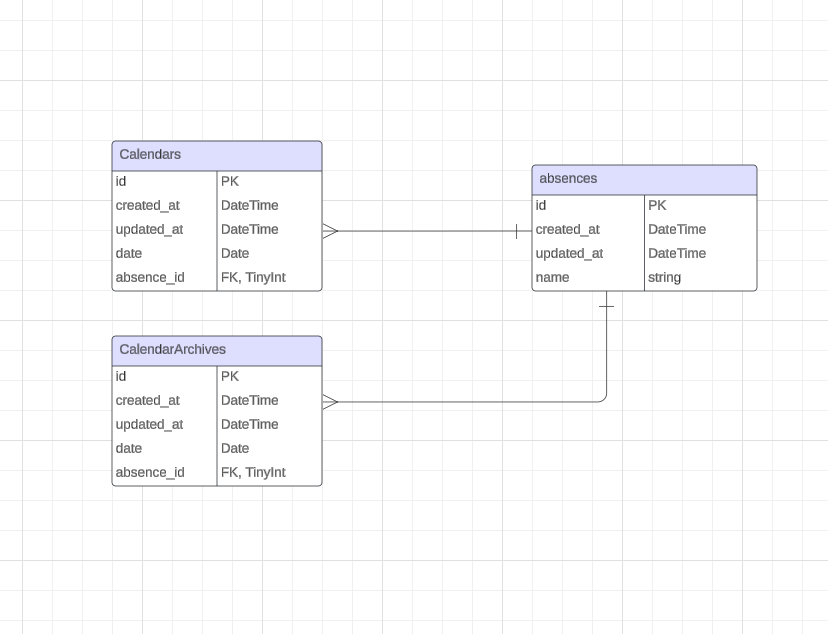 Calendars
id PK
created_at DateTime
updated_at DateTime
date Date
absence_id FK, TinyInt
absences
id PK
created_at DateTime
updated_at DateTime
name string
CalendarArchives
id PK
created_at DateTime
updated_at DateTime
date Date
absence_id FK, TinyInt